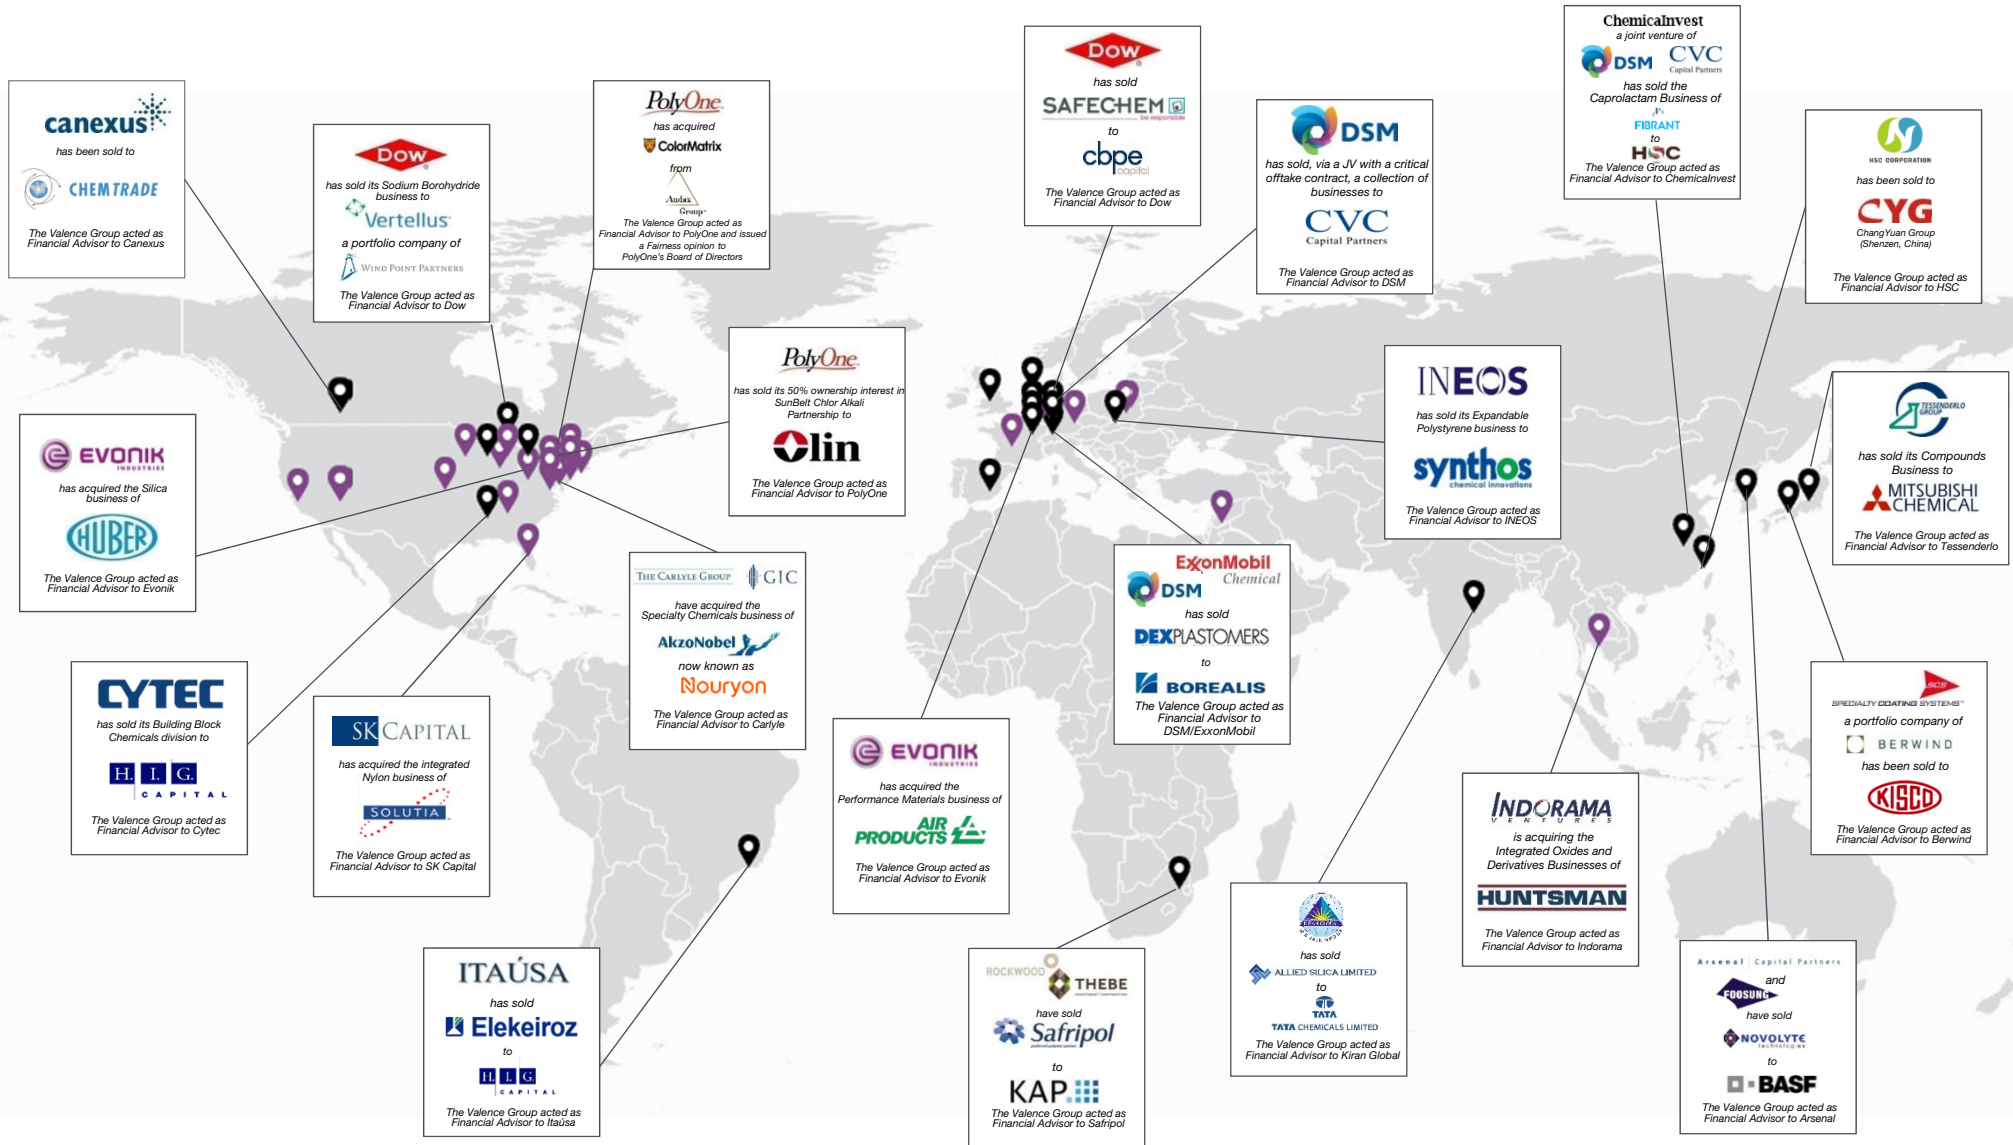 canexus
has been sold to
CHEMTRADE
The Valence Group acted as
Financial Advisor to Canexus
Dow
has sold its Sodium Borohydride
business to
Vertellus
a portfolio company of
WIND POINT PARTNERS
The Valence Group acted as
Financial Advisor to Dow
PolyOne
has acquired
ColorMatrix
from
Audax
Group
The Valence Group acted as
Financial Advisor to PolyOne and issued
a Fairness opinion to
PolyOne's Board of Directors
Dow
has sold
SAFECHEM
be responsible
to
cbpe
capital
The Valence Group acted as
Financial Advisor to Dow
DSM
has sold, via a JV with a critical
offtake contract, a collection of
businesses to
CVC
Capital Partners
The Valence Group acted as
Financial Advisor to DSM
ChemicaInvest
a joint venture of
DSM CVC
Capital Partners
has sold the
Caprolactam Business of
FIBRANT
to
HSC
The Valence Group acted as
Financial Advisor to ChemicaInvest
HSC CORPORATION
has been sold to
CYG
ChangYuan Group
(Shenzen, China)
The Valence Group acted as
Financial Advisor to HSC
PolyOne
has sold its 50% ownership interest in
SunBelt Chlor Alkali
Partnership to
Olin
The Valence Group acted as
Financial Advisor to PolyOne
INEOS
has sold its Expandable
Polystyrene business to
synthos
chemical innovations
The Valence Group acted as
Financial Advisor to INEOS
TESSENDERLO
GROUP
has sold its Compounds
Business to
MITSUBISHI
CHEMICAL
The Valence Group acted as
Financial Advisor to Tessenderlo
EVONIK
INDUSTRIES
has acquired the Silica
business of
HUBER
The Valence Group acted as
Financial Advisor to Evonik
THE CARLYLE GROUP GIC
have acquired the
Specialty Chemicals business of
AkzoNobel
now known as
Nouryon
The Valence Group acted as
Financial Advisor to Carlyle
ExxonMobil
Chemical
DSM
has sold
DEXPLASTOMERS
to
BOREALIS
The Valence Group acted as
Financial Advisor to
DSM/ExxonMobil
CYTEC
has sold its Building Block
Chemicals division to
H.I.G.
CAPITAL
The Valence Group acted as
Financial Advisor to Cytec
SK CAPITAL
has acquired the integrated
Nylon business of
SOLUTIA
The Valence Group acted as
Financial Advisor to SK Capital
EVONIK
INDUSTRIES
has acquired the
Performance Materials business of
AIR
PRODUCTS
The Valence Group acted as
Financial Advisor to Evonik
SCS
SPECIALTY COATING SYSTEMS
a portfolio company of
BERWIND
has been sold to
KISCO
The Valence Group acted as
Financial Advisor to Berwind
INDORAMA
VENTURES
is acquiring the
Integrated Oxides and
Derivatives Businesses of
HUNTSMAN
The Valence Group acted as
Financial Advisor to Indorama
has sold
ALLIED SILICA LIMITED
to
TATA
TATA CHEMICALS LIMITED
The Valence Group acted as
Financial Advisor to Kiran Global
ITAÚSA
has sold
Elekeiroz
to
H.I.G.
CAPITAL
The Valence Group acted as
Financial Advisor to Itaúsa
ROCKWOOD
THEBE
INVESTMENT CORPORATION
have sold
Safripol
to
KAP
The Valence Group acted as
Financial Advisor to Safripol
Arsenal Capital Partners
and
FOOSUNG
have sold
NOVOLYTE
technologies
to
BASF
The Valence Group acted as
Financial Advisor to Arsenal